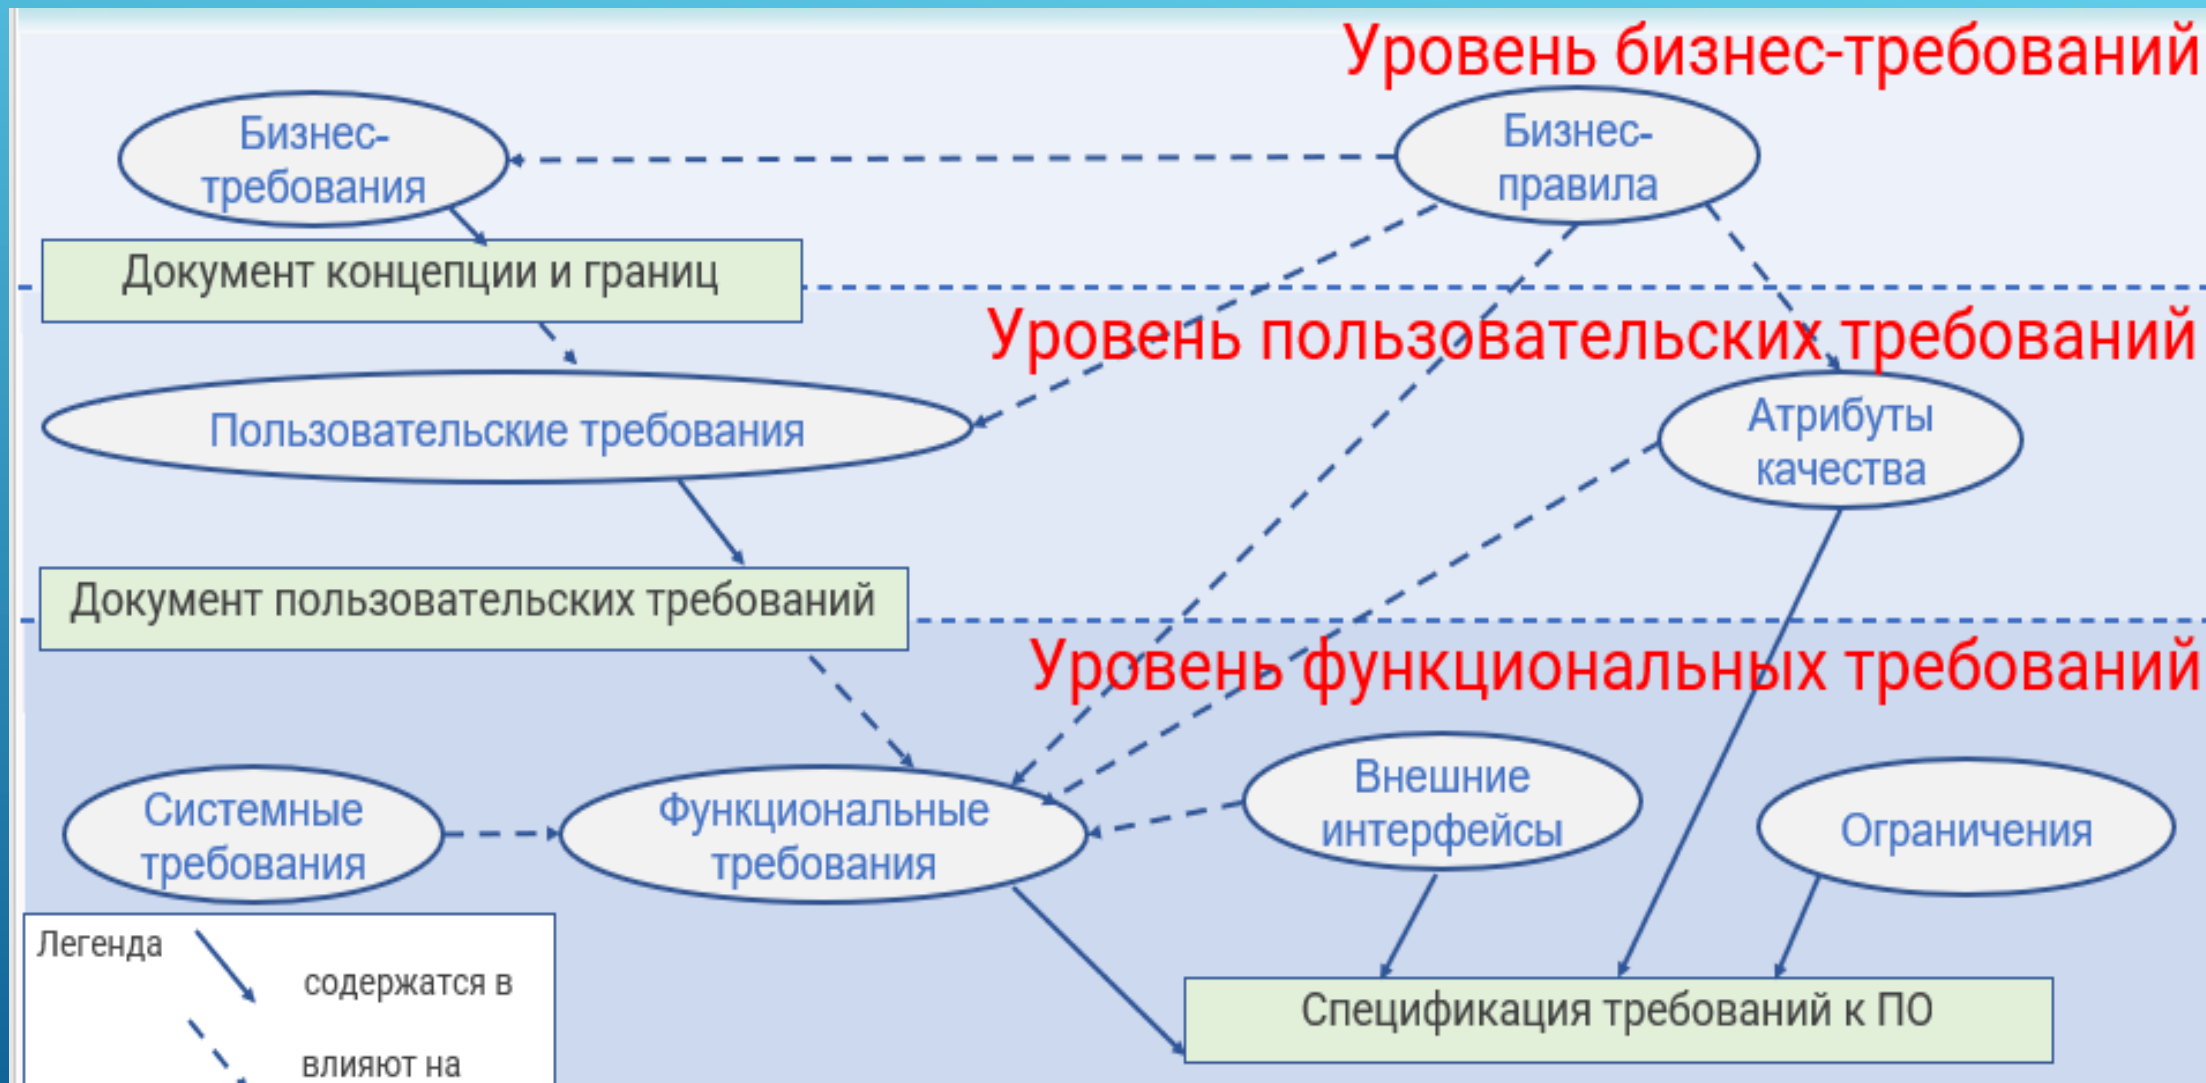 Уровень бизнес-требований
Бизнес-
требования
Бизнес-
правила
Документ концепции и границ
Уровень пользовательских требований
Пользовательские требования
Атрибуты
качества
Документ пользовательских требований
Уровень функциональных требований
Системные
требования
Функциональные
требования
Внешние
интерфейсы
Ограничения
Легенда
содержатся в
влияют на
Спецификация требований к ПО